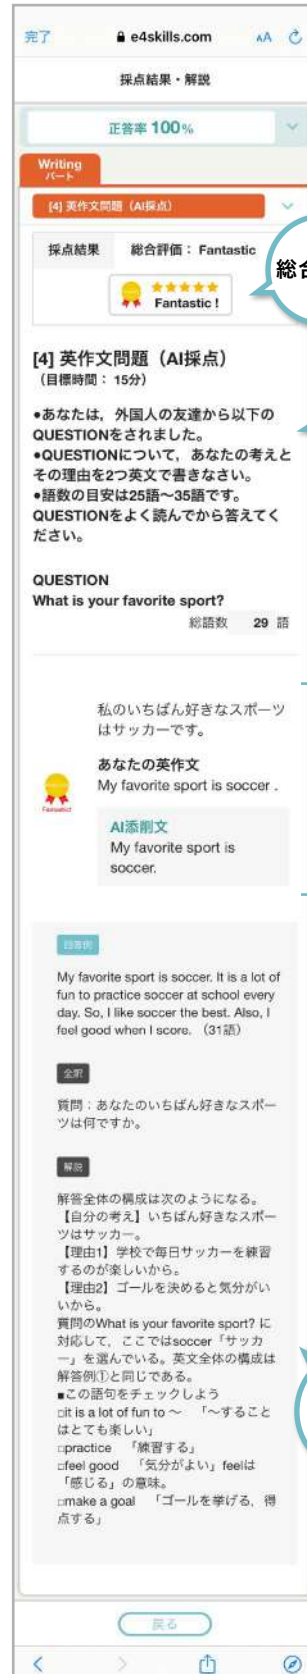 完了 e4skills.com AA
採点結果・解説
正答率 100%
Writing
パート
[4] 英作文問題（AI採点）
採点結果 総合評価： Fantastic
Fantastic !
総合
[4] 英作文問題（AI採点）
（目標時間： 15分）
●あなたは，外国人の友達から以下の
QUESTIONをされました。
●QUESTIONについて，あなたの考えと
その理由を2つ英文で書きなさい。
●語数の目安は25語～35語です。
QUESTIONをよく読んでから答えてく
ださい。
QUESTION
What is your favorite sport?
総語数 29 語
私のいちばん好きなスポーツ
はサッカーです。
あなたの英作文
My favorite sport is soccer .
Fantastic!
AI添削文
My favorite sport is
soccer.
回答例
My favorite sport is soccer. It is a lot of
fun to practice soccer at school every
day. So, I like soccer the best. Also, I
feel good when I score. （31語）
全訳
質問：あなたのいちばん好きなスポー
ツは何ですか。
解説
解答全体の構成は次のようになる。
【自分の考え】いちばん好きなスポー
ツはサッカー。
【理由1】学校で毎日サッカーを練習
するのが楽しいから。
【理由2】ゴールを決めると気分がい
いから。
質問のWhat is your favorite sport? に
対応して，ここではsoccer「サッカ
ー」を選んでいる。英文全体の構成は
解答例①と同じである。
■この語句をチェックしよう
□it is a lot of fun to ～ 「～すること
はとても楽しい」
□practice 「練習する」
□feel good 「気分がよい」feelは
「感じる」の意味。
□make a goal 「ゴールを挙げる，得
点する」
戻る